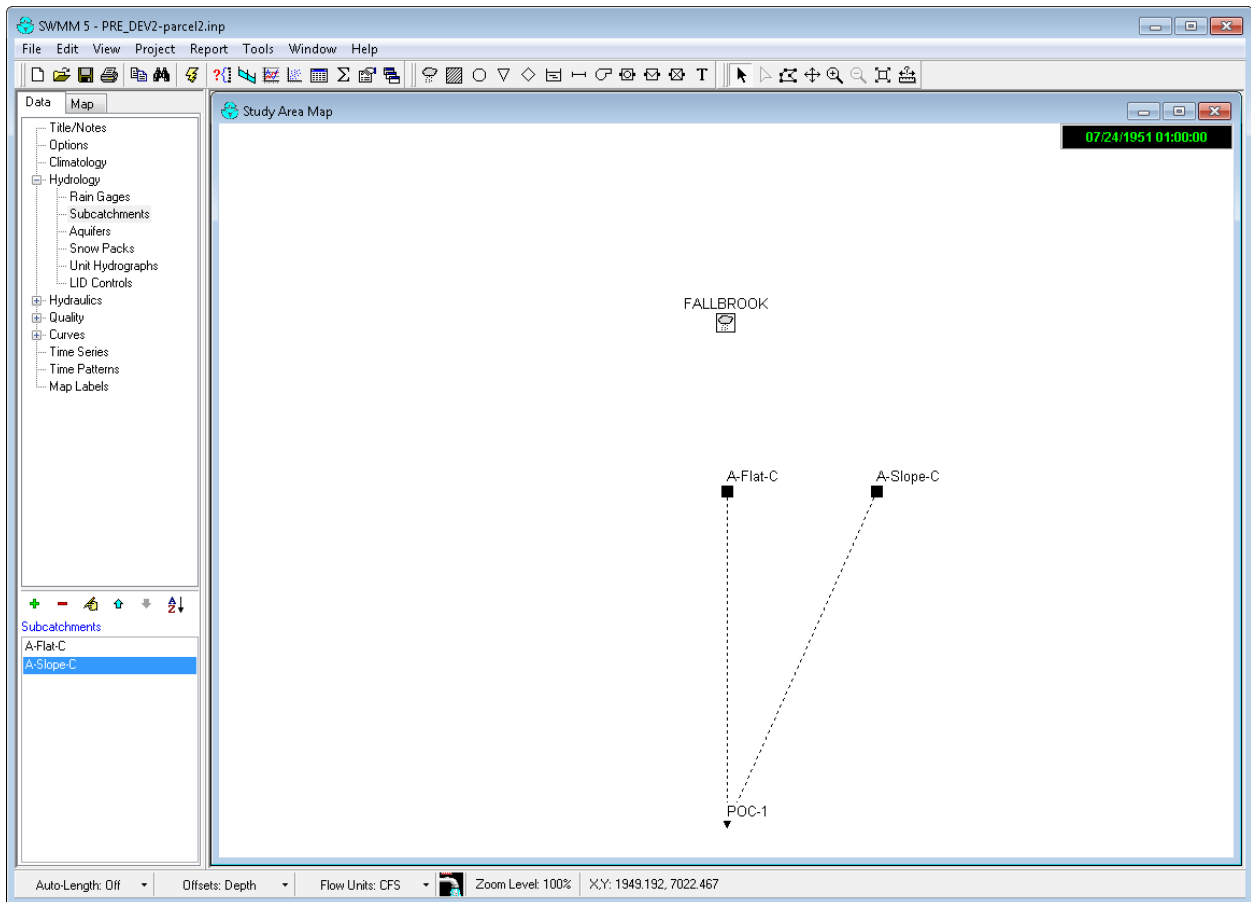 SWMM 5 - PRE_DEV2-parcel2.inp
File Edit View Project Report Tools Window Help
Data Map
Title/Notes
Options
Climatology
Hydrology
Rain Gages
Subcatchments
Aquifers
Snow Packs
Unit Hydrographs
LID Controls
Hydraulics
Quality
Curves
Time Series
Time Patterns
Map Labels
Subcatchments
A-Flat-C
A-Slope-C
Study Area Map
07/24/1951 01:00:00
FALLBROOK
A-Flat-C A-Slope-C
POC-1
Auto-Length: Off Offsets: Depth Flow Units: CFS Zoom Level: 100% X,Y: 1949.192, 7022.467